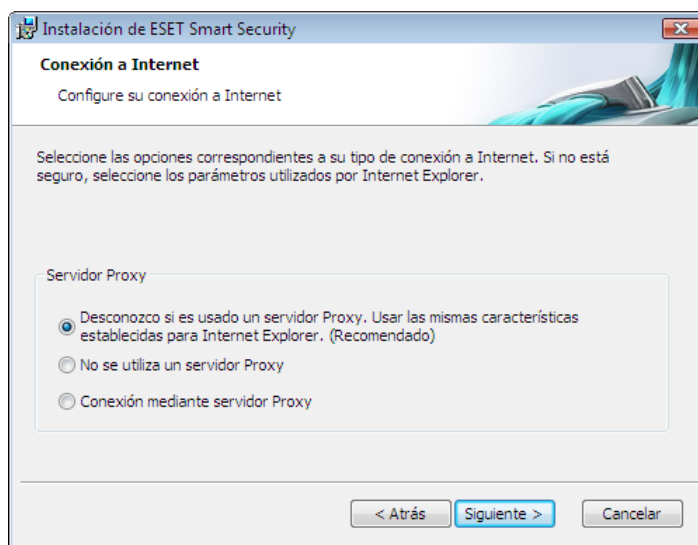 Instalación de ESET Smart Security
Conexión a Internet
Configure su conexión a Internet
Seleccione las opciones correspondientes a su tipo de conexión a Internet. Si no está
seguro, seleccione los parámetros utilizados por Internet Explorer.
Servidor Proxy
Desconozco si es usado un servidor Proxy. Usar las mismas características
establecidas para Internet Explorer. (Recomendado)
No se utiliza un servidor Proxy
Conexión mediante servidor Proxy
< Atrás Siguiente > Cancelar